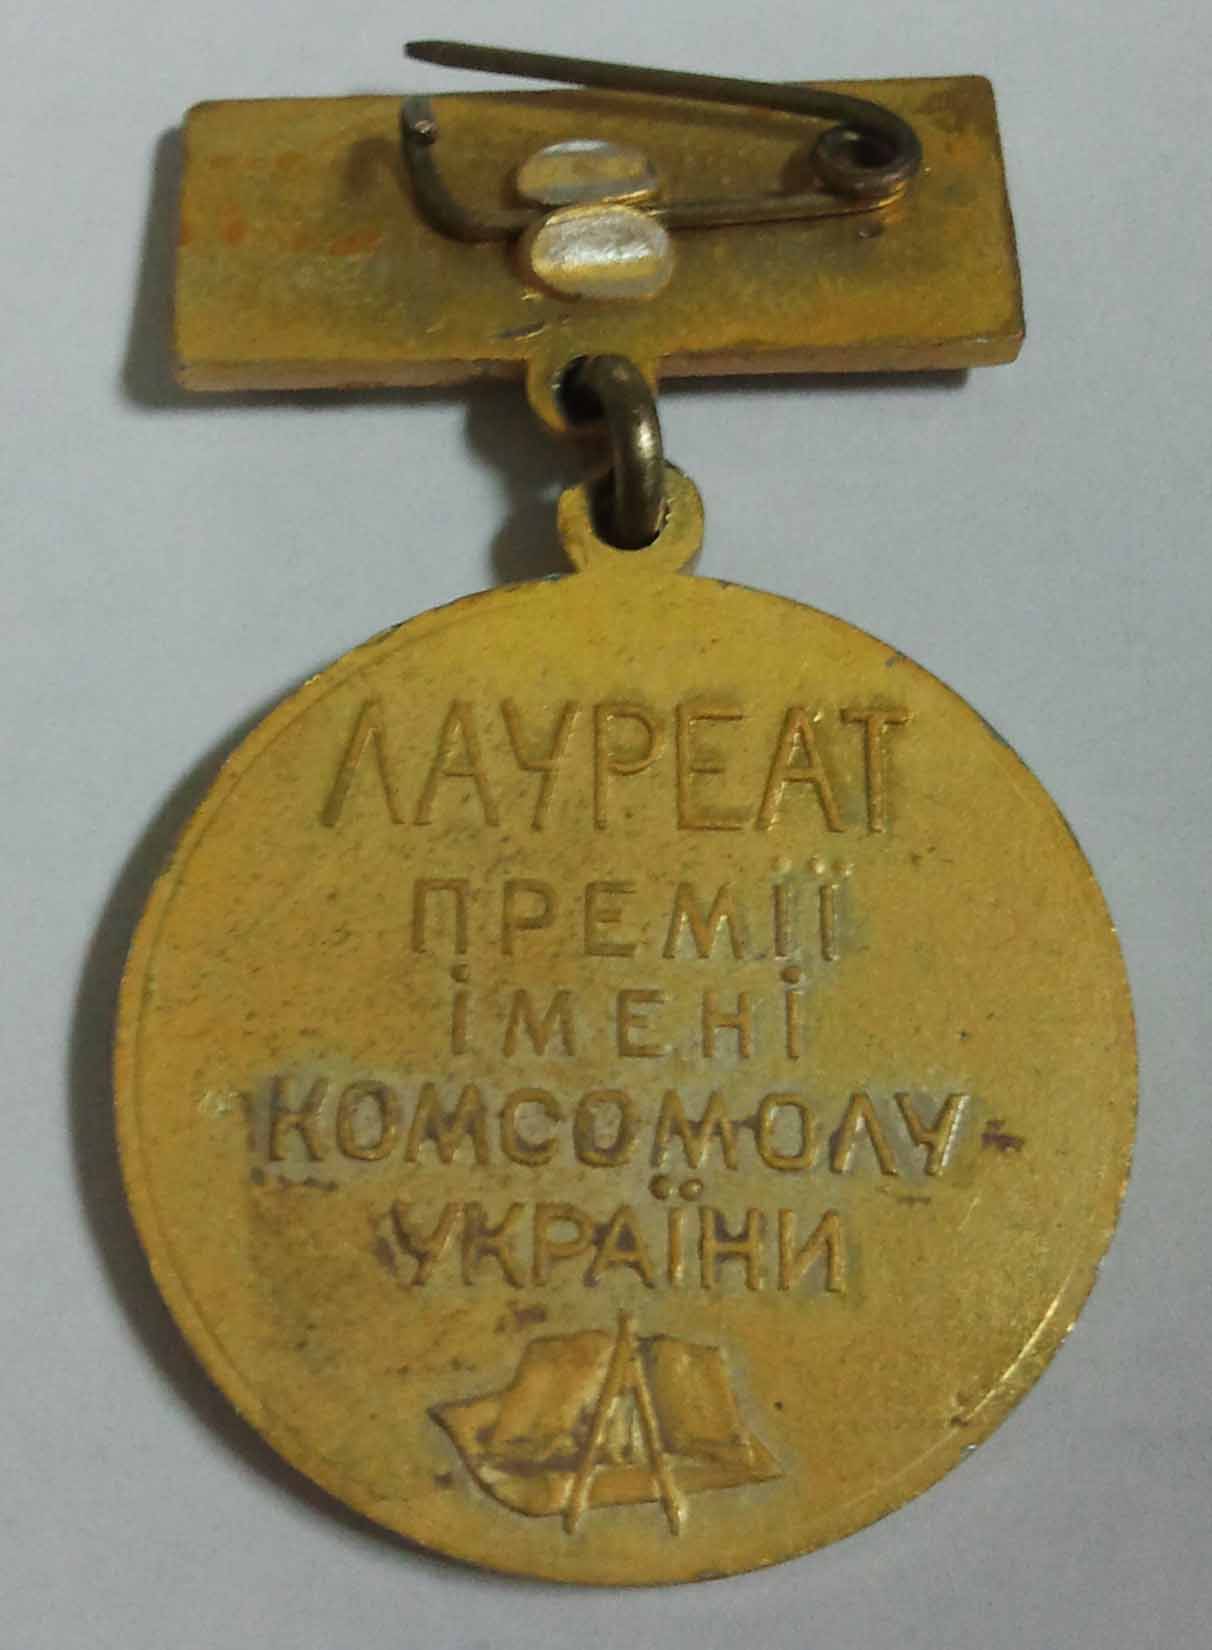 ЛАУРЕАТ
ПРЕМІЇ
ІМЕНІ
КОМСОМОЛУ
УКРАЇНИ